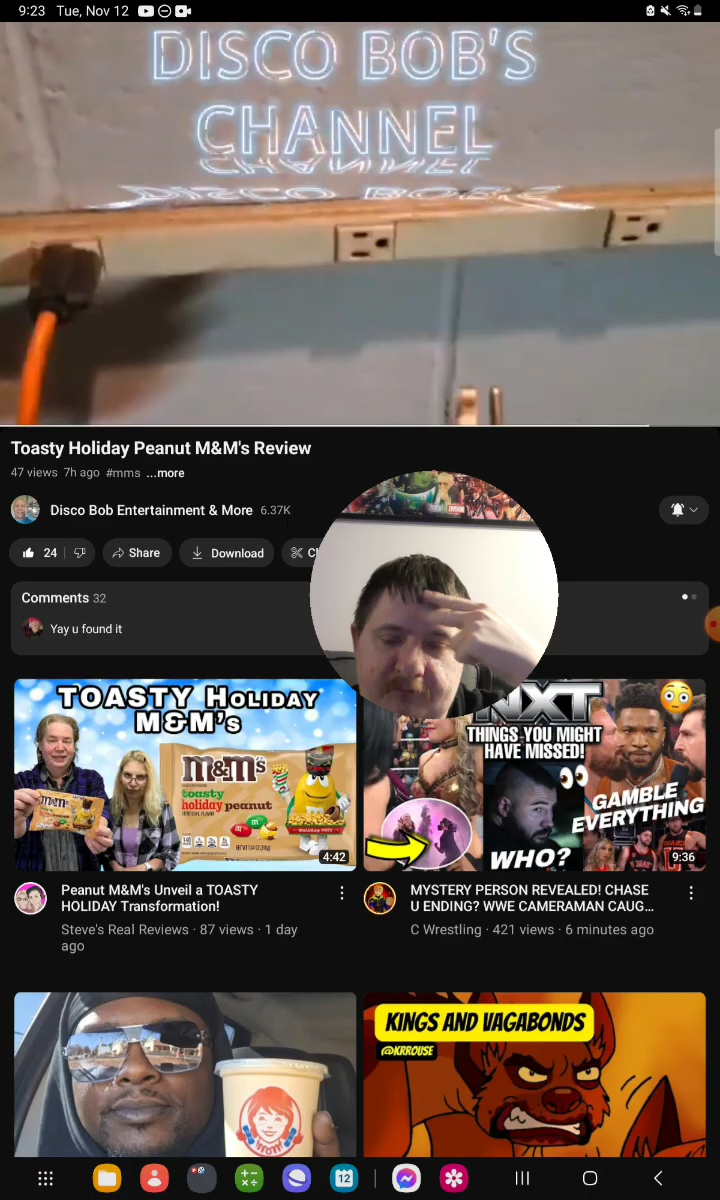 9:23 Tue, Nov 12
DISCO BOB'S
CHANNEL
CHANNEL
DISCO BOB'S
Toasty Holiday Peanut M&M's Review
47 views 7h ago #mms ...more
Disco Bob Entertainment & More 6.37K
24
Share
Download
Comments 32
Yay u found it
TOASTY HOLIDAY
M&M's
m&m's
toasty
holiday peanut
4:42
NXT
THINGS YOU MIGHT
HAVE MISSED!
GAMBLE
EVERYTHING
WHO?
9:36
Peanut M&M's Unveil a TOASTY
HOLIDAY Transformation!
Steve's Real Reviews · 87 views · 1 day
ago
MYSTERY PERSON REVEALED! CHASE
U ENDING? WWE CAMERAMAN CAUG...
C Wrestling · 421 views · 6 minutes ago
KINGS AND VAGABONDS
@KRROUSE
12